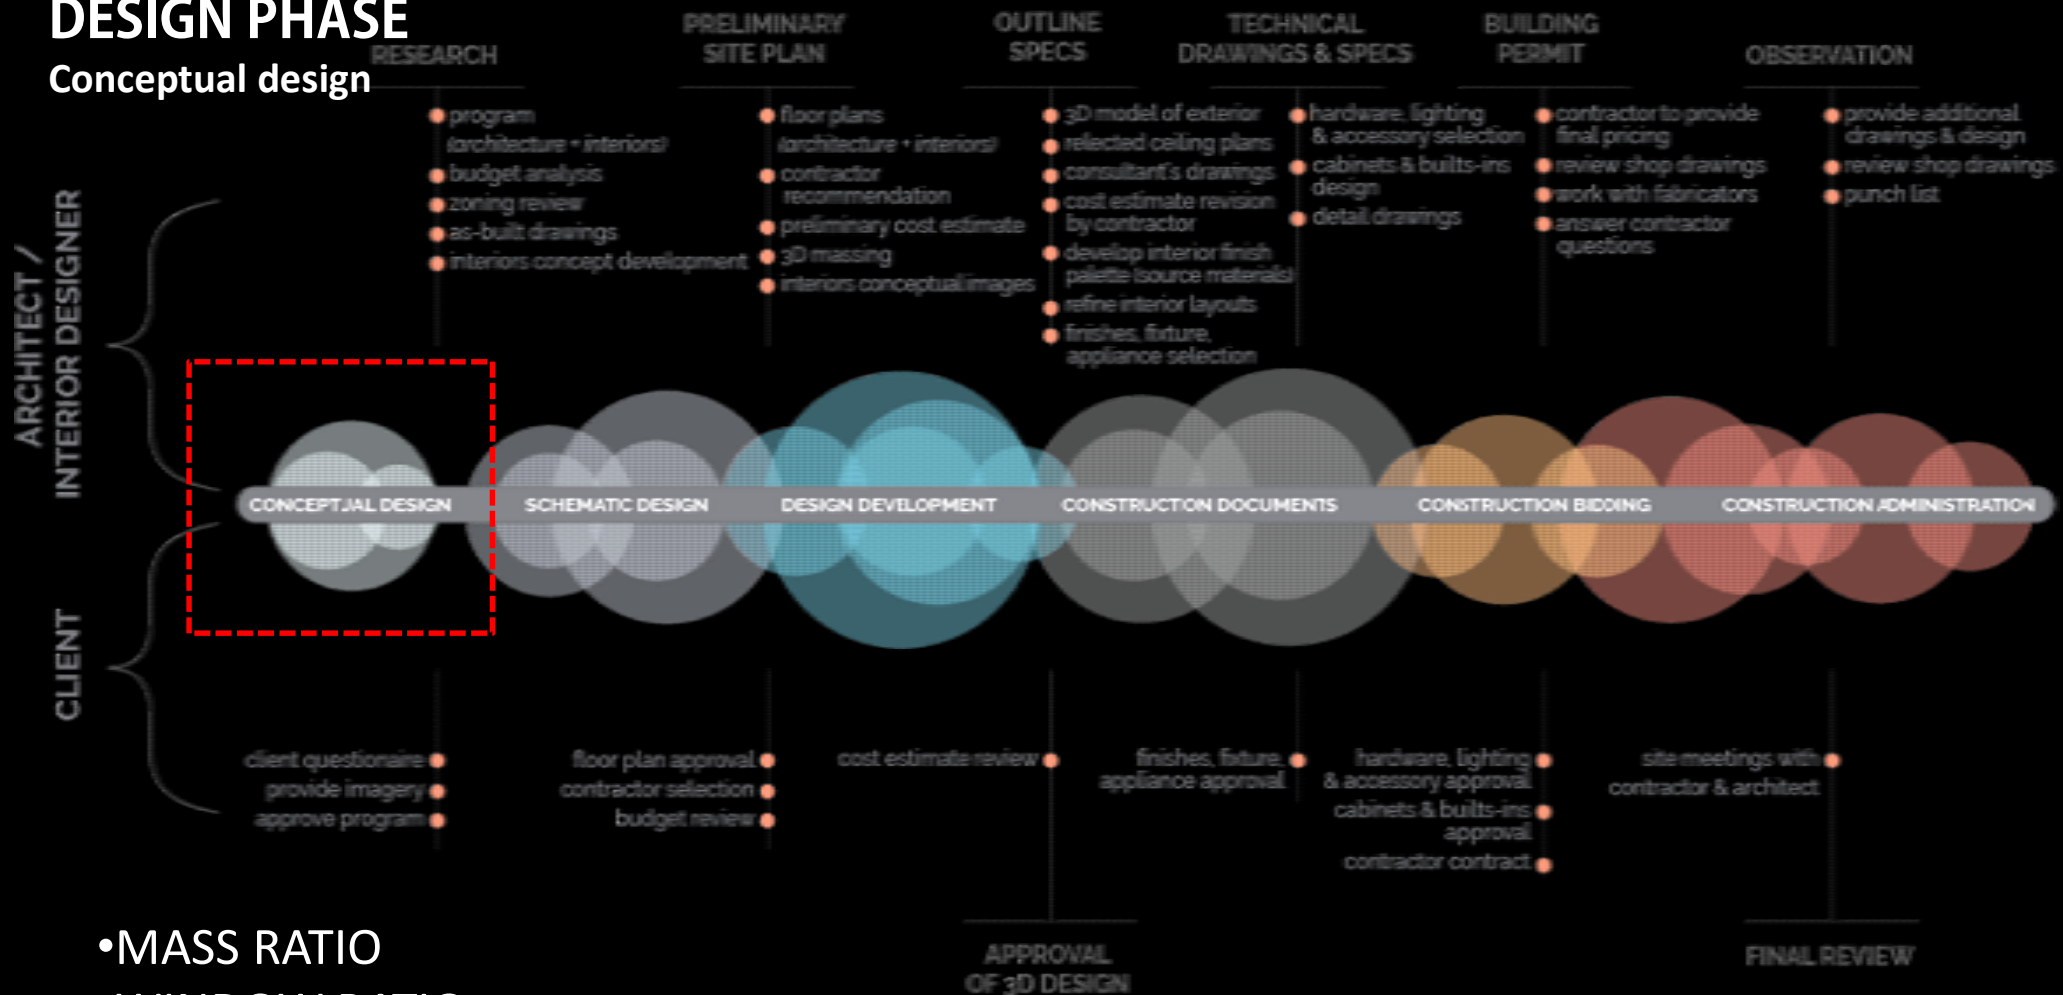 DESIGN PHASE
Conceptual design
RESEARCH
program
(architecture + interiors)
budget analysis
zoning review
as-built drawings
interiors concept development
PRELIMINARY
SITE PLAN
floor plans
(architecture + interiors)
contractor
recommendation
preliminary cost estimate
3D massing
interiors conceptual images
OUTLINE
SPECS
3D model of exterior
relected ceiling plans
consultant's drawings
cost estimate revision
by contractor
develop interior finish
palette (source materials)
refine interior layouts
finishes, fixture,
appliance selection
TECHNICAL
DRAWINGS & SPECS
hardware, lighting
& accessory selection
cabinets & builts-ins
design
detail drawings
BUILDING
PERMIT
contractor to provide
final pricing
review shop drawings
work with fabricators
answer contractor
questions
OBSERVATION
provide additional
drawings & design
review shop drawings
punch list
ARCHITECT /
INTERIOR DESIGNER
CONCEPTUAL DESIGN
SCHEMATIC DESIGN
DESIGN DEVELOPMENT
CONSTRUCTION DOCUMENTS
CONSTRUCTION BIDDING
CONSTRUCTION ADMINISTRATION
CLIENT
client questionaire
provide imagery
approve program
floor plan approval
contractor selection
budget review
cost estimate review
finishes, fixture,
appliance approval
hardware, lighting
& accessory approval
cabinets & builts-ins
approval
contractor contract
site meetings with
contractor & architect
APPROVAL
OF 3D DESIGN
FINAL REVIEW
•MASS RATIO